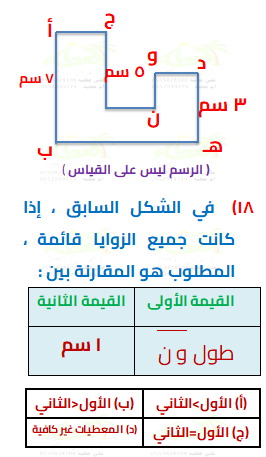 ج
أ
و
د
٥ سم
٧ سم
٣ سم
ن
ب
هـ
( الرسم ليس على القياس )
١٨) في الشكل السابق ، إذا
كانت جميع الزوايا قائمة ،
المطلوب هو المقارنة بين :
القيمة الأولى القيمة الثانية
طول و ن ١ سم
(أ) الأول>الثاني (ب) الأول<الثاني
(ج) الأول=الثاني (د) المعطيات غير كافية